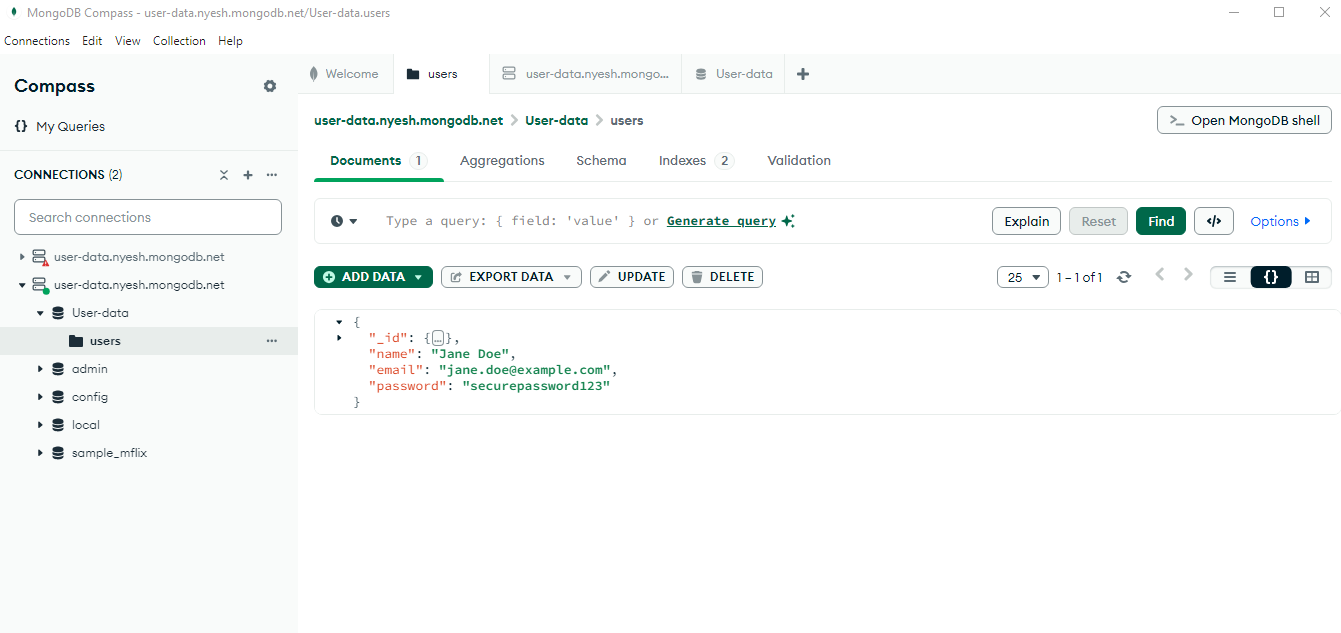 MongoDB Compass - user-data.nyesh.mongodb.net/User-data.users
Connections Edit View Collection Help
Compass
My Queries
CONNECTIONS (2)
Search connections
user-data.nyesh.mongodb.net
user-data.nyesh.mongodb.net
User-data
users
admin
config
local
sample_mflix
Welcome users user-data.nyesh.mongo... User-data
user-data.nyesh.mongodb.net > User-data > users
>_ Open MongoDB shell
Documents 1 Aggregations Schema Indexes 2 Validation
Type a query: { field: 'value' } or Generate query
Explain Reset Find </> Options
ADD DATA EXPORT DATA UPDATE DELETE
25 1 – 1 of 1 {}
{
"_id": {…},
"name": "Jane Doe",
"email": "jane.doe@example.com",
"password": "securepassword123"
}